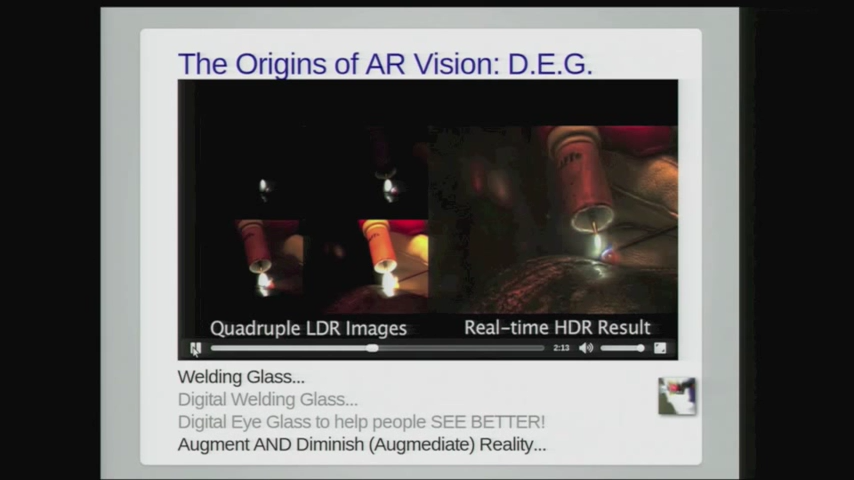 The Origins of AR Vision: D.E.G.
Quadruple LDR Images
Real-time HDR Result
2:13
Welding Glass...
Digital Welding Glass...
Digital Eye Glass to help people SEE BETTER!
Augment AND Diminish (Augmediate) Reality...